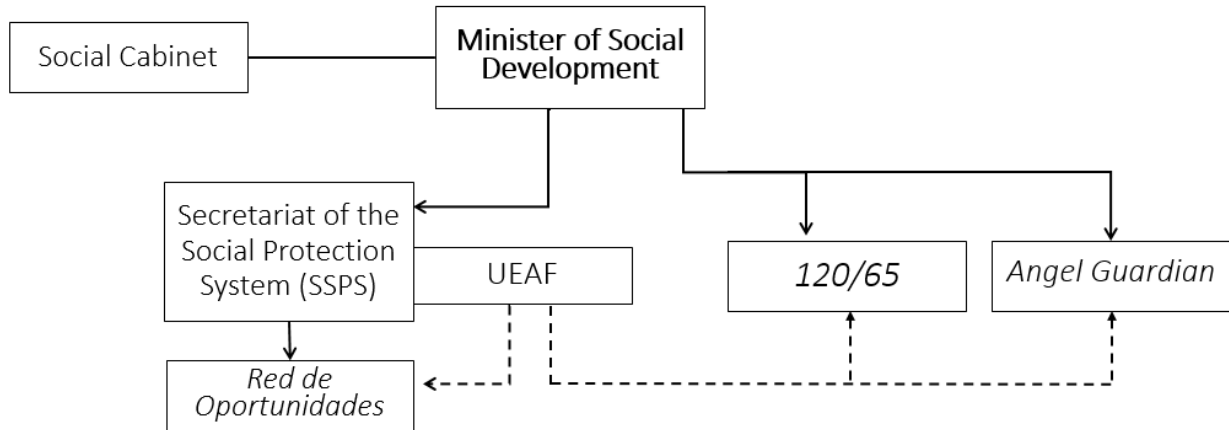 Social Cabinet
Minister of Social
Development
Secretariat of the
Social Protection
System (SSPS)
UEAF
120/65
Angel Guardian
Red de
Oportunidades